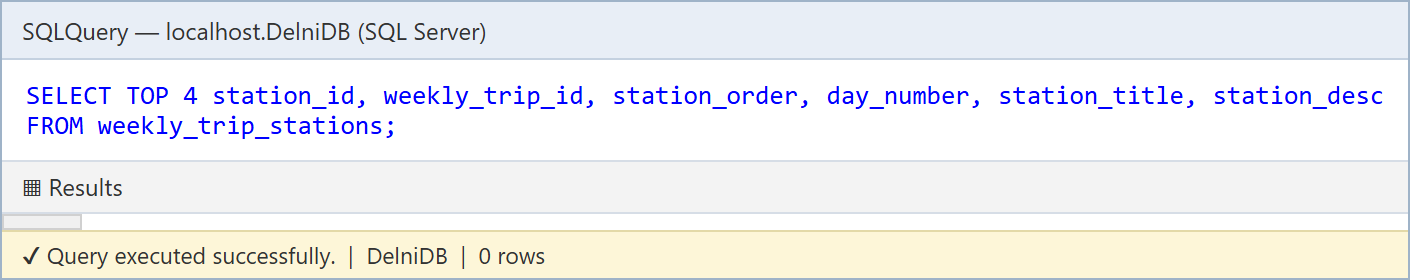 SQLQuery — localhost.DelniDB (SQL Server)
SELECT TOP 4 station_id, weekly_trip_id, station_order, day_number, station_title, station_desc
FROM weekly_trip_stations;
▦ Results
✔ Query executed successfully. | DelniDB | 0 rows